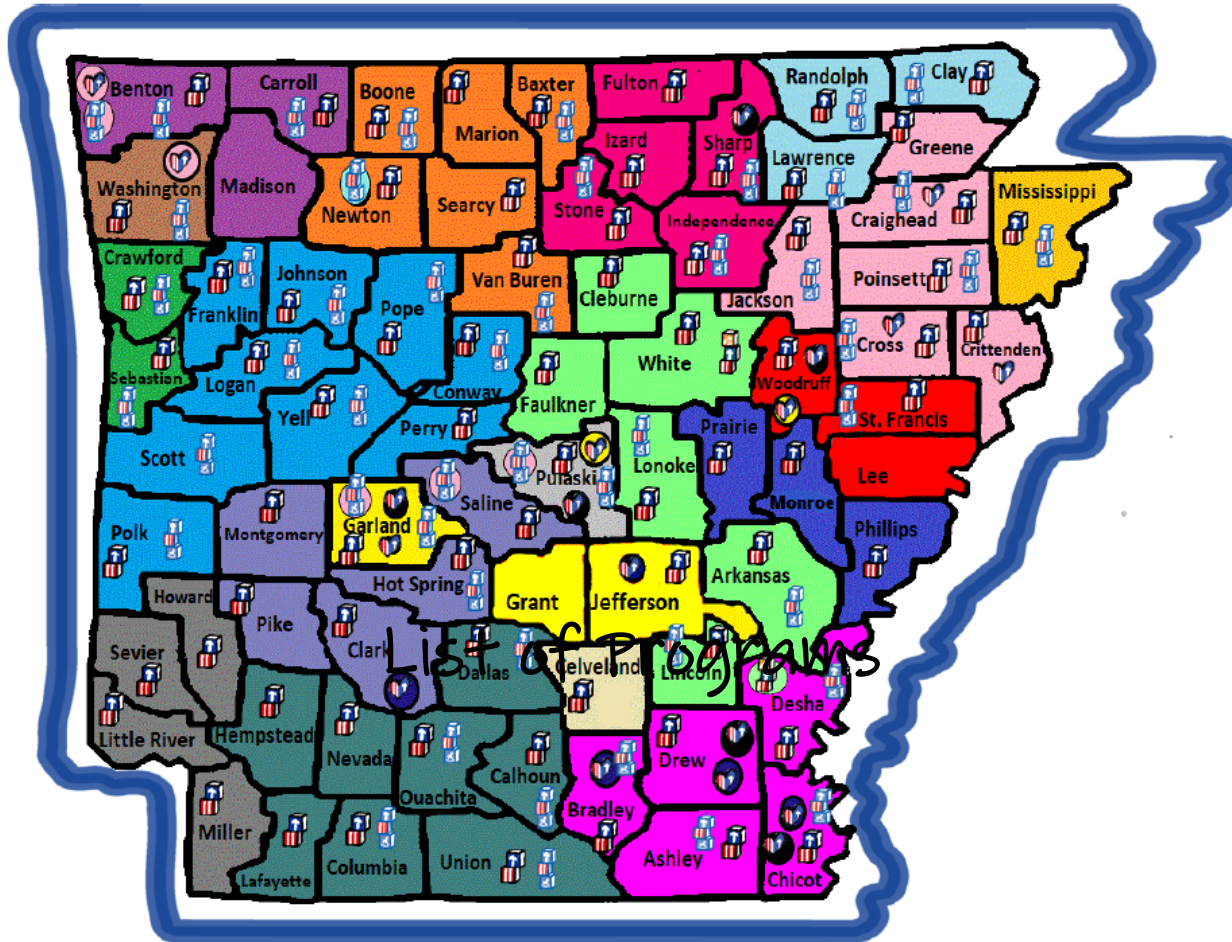 Benton
Carroll
Boone
Marion
Baxter
Fulton
Randolph
Clay
Izard
Sharp
Lawrence
Greene
Washington
Madison
Newton
Searcy
Stone
Independence
Craighead
Mississippi
Crawford
Franklin
Johnson
Pope
Van Buren
Cleburne
Jackson
Poinsett
Sebastian
Logan
Conway
Faulkner
White
Woodruff
Cross
Crittenden
Scott
Yell
Perry
Pulaski
Lonoke
Prairie
Monroe
St. Francis
Lee
Polk
Montgomery
Garland
Saline
Hot Spring
Grant
Jefferson
Arkansas
Phillips
Howard
Pike
Clark
List of Programs
Dallas
Celveland
Lincoln
Desha
Sevier
Little River
Hempstead
Nevada
Ouachita
Calhoun
Bradley
Drew
Miller
Lafayette
Columbia
Union
Ashley
Chicot